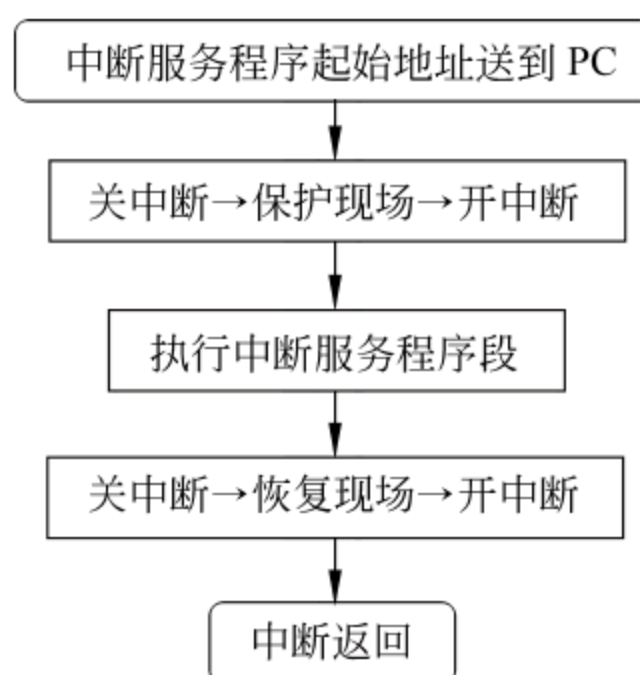 中断服务程序起始地址送到 PC
关中断→保护现场→开中断
执行中断服务程序段
关中断→恢复现场→开中断
中断返回